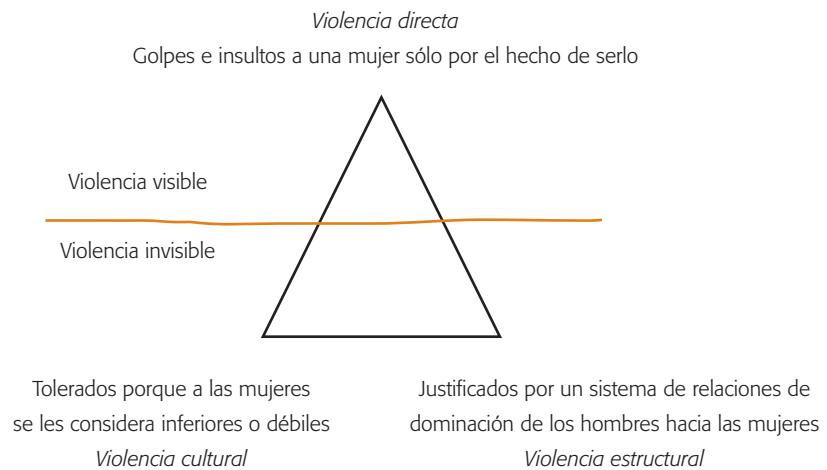 Violencia directa
Golpes e insultos a una mujer sólo por el hecho de serlo
Violencia visible
Violencia invisible
Tolerados porque a las mujeres
se les considera inferiores o débiles
Violencia cultural
Justificados por un sistema de relaciones de
dominación de los hombres hacia las mujeres
Violencia estructural